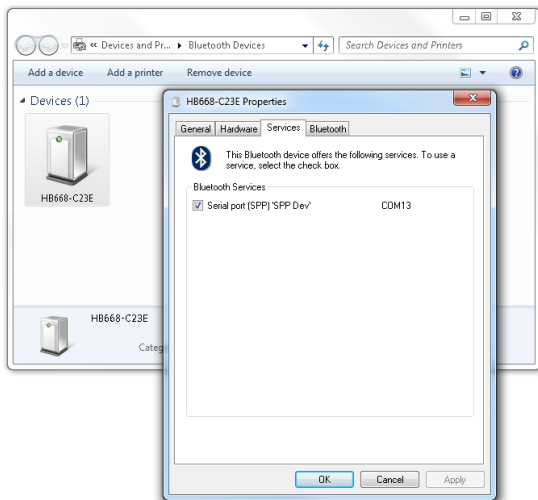 « Devices and Pr... ▸ Bluetooth Devices
Search Devices and Printers
Add a device
Add a printer
Remove device
Devices (1)
HB668-C23E
HB668-C23E
Categ
HB668-C23E Properties
General
Hardware
Services
Bluetooth
This Bluetooth device offers the following services. To use a
service, select the check box.
Bluetooth Services
Serial port (SPP) 'SPP Dev'
COM13
OK
Cancel
Apply